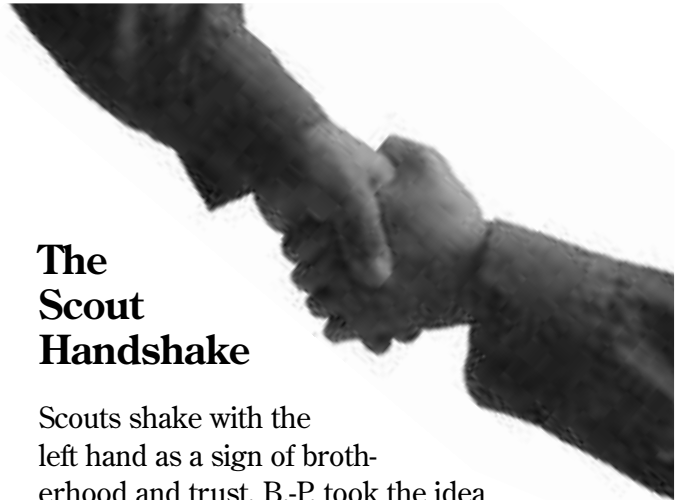 The
Scout
Handshake
Scouts shake with the
left hand as a sign of broth-
erhood and trust. B.-P. took the idea